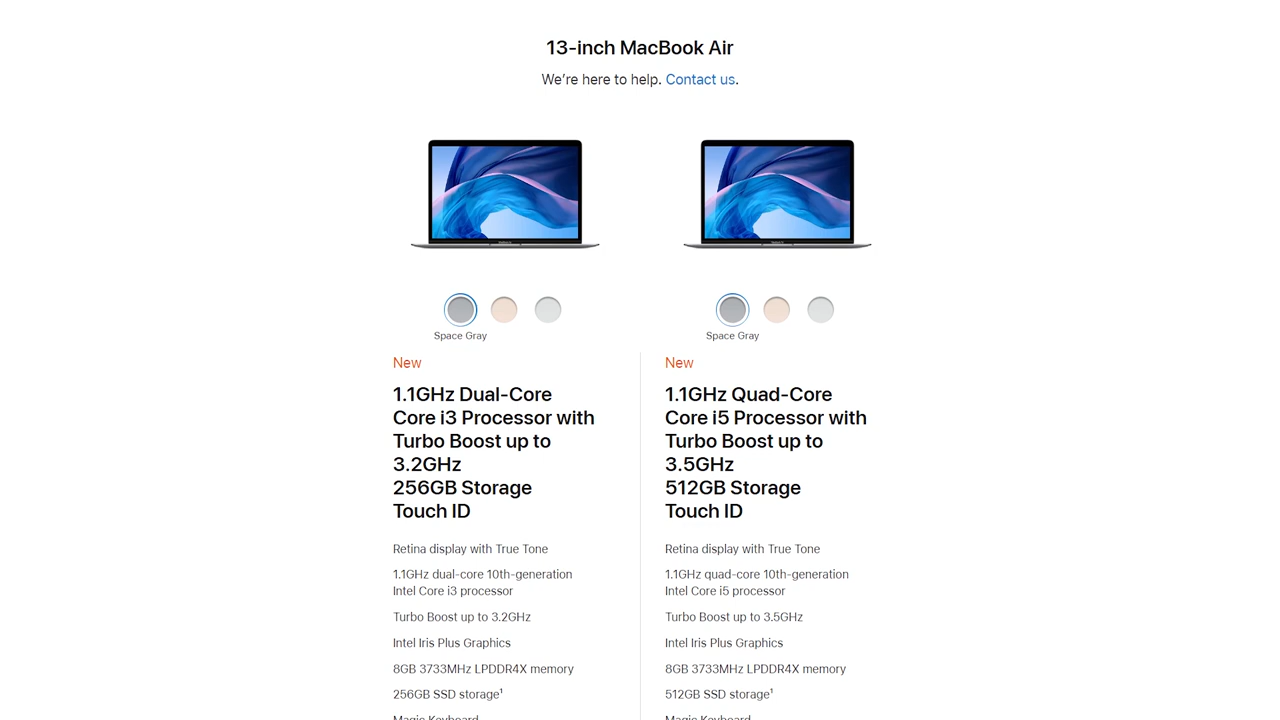 13-inch MacBook Air
We’re here to help. Contact us.
Space Gray
New
1.1GHz Dual-Core
Core i3 Processor with
Turbo Boost up to
3.2GHz
256GB Storage
Touch ID
Retina display with True Tone
1.1GHz dual-core 10th-generation
Intel Core i3 processor
Turbo Boost up to 3.2GHz
Intel Iris Plus Graphics
8GB 3733MHz LPDDR4X memory
256GB SSD storage¹
Magic Keyboard
Space Gray
New
1.1GHz Quad-Core
Core i5 Processor with
Turbo Boost up to
3.5GHz
512GB Storage
Touch ID
Retina display with True Tone
1.1GHz quad-core 10th-generation
Intel Core i5 processor
Turbo Boost up to 3.5GHz
Intel Iris Plus Graphics
8GB 3733MHz LPDDR4X memory
512GB SSD storage¹
Magic Keyboard